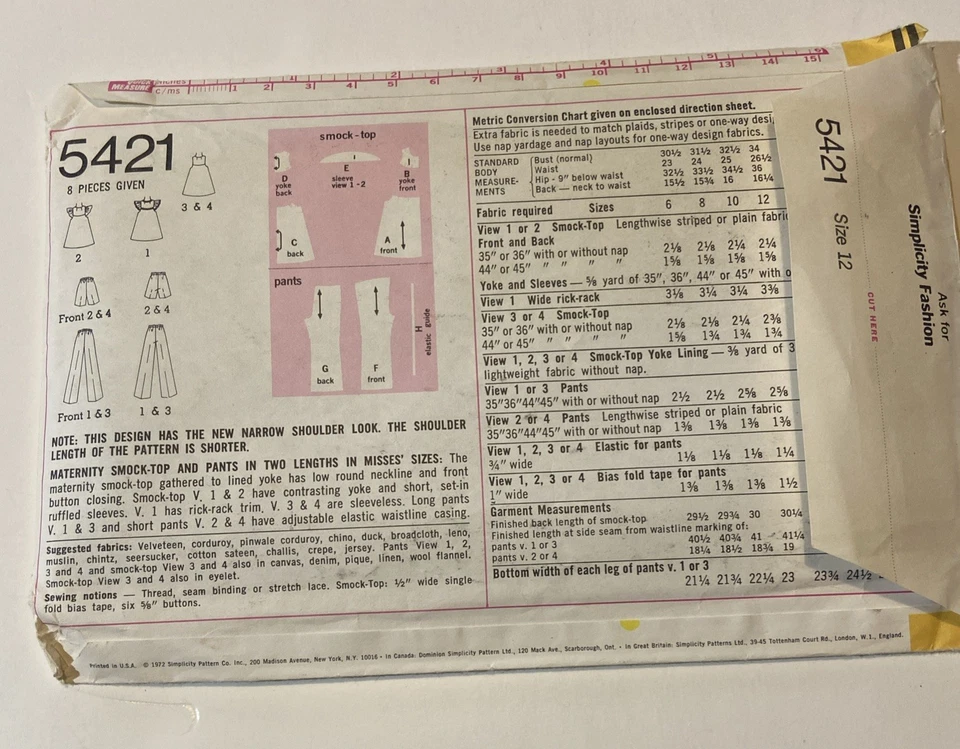 QUICK MEASURE INCHES 1 2 3 4 5 6
c/ms 1 2 3 4 5 6 7 8 9 10 11 12 13 14 15
5421
8 PIECES GIVEN
3 & 4
2
1
Front 2 & 4
2 & 4
Front 1 & 3
1 & 3
smock-top
D
yoke
back
E
sleeve
view 1-2
B
yoke
front
C
back
A
front
pants
G
back
F
front
H
elastic guide
NOTE: THIS DESIGN HAS THE NEW NARROW SHOULDER LOOK. THE SHOULDER
LENGTH OF THE PATTERN IS SHORTER.
MATERNITY SMOCK-TOP AND PANTS IN TWO LENGTHS IN MISSES' SIZES: The
maternity smock-top gathered to lined yoke has low round neckline and front
button closing. Smock-top V. 1 & 2 have contrasting yoke and short, set-in
ruffled sleeves. V. 1 has rick-rack trim, V. 3 & 4 are sleeveless. Long pants
V. 1 & 3 and short pants V. 2 & 4 have adjustable elastic waistline casing.
Suggested fabrics: Velveteen, corduroy, pinwale corduroy, chino, duck, broadcloth, leno,
muslin, chintz, seersucker, cotton sateen, challis, crepe, jersey. Pants View 1, 2,
3 and 4 and smock-top View 3 and 4 also in canvas, denim, pique, linen, wool flannel.
Smock-top View 3 and 4 also in eyelet.
Sewing notions — Thread, seam binding or stretch lace. Smock-Top: ½" wide single
fold bias tape, six ⅝" buttons.
Metric Conversion Chart given on enclosed direction sheet.
Extra fabric is needed to match plaids, stripes or one-way
Use nap yardage and nap layouts for one-way design fabrics.
STANDARD BODY MEASURE-MENTS
Bust (normal) 30½ 31½ 32½ 34
Waist 23 24 25 26½
Hip - 9" below waist 32½ 33½ 34½ 36
Back — neck to waist 15½ 15¾ 16 16¼
Fabric required Sizes 6 8 10 12
View 1 or 2 Smock-Top Lengthwise striped or plain
Front and Back
35" or 36" with or without nap 2⅛ 2⅛ 2¼ 2¼
44" or 45" " " " " 1⅝ 1⅝ 1⅝ 1⅝
Yoke and Sleeves — ⅝ yard of 35", 36", 44" or 45" with
View 1 Wide rick-rack 3⅛ 3¼ 3¼ 3⅜
View 3 or 4 Smock-Top
35" or 36" with or without nap 2⅛ 2⅛ 2¼ 2⅜
44" or 45" " " " " 1⅝ 1¾ 1¾ 1¾
View 1, 2, 3 or 4 Smock-Top Yoke Lining — ⅜ yard of
lightweight fabric without nap.
View 1 or 3 Pants
35"36"44"45" with or without nap 2½ 2½ 2⅝ 2⅝
View 2 or 4 Pants Lengthwise striped or plain fabric
35"36"44"45" with or without nap 1⅜ 1⅜ 1⅜ 1⅜
View 1, 2, 3 or 4 Elastic for pants
¾" wide 1⅛ 1⅛ 1⅛ 1¼
View 1, 2, 3 or 4 Bias fold tape for pants
1" wide 1⅜ 1⅜ 1⅜ 1½
Garment Measurements
Finished back length of smock-top 29½ 29¾ 30 30¼
Finished length at side seam from waistline marking of:
pants v. 1 or 3 40½ 40¾ 41 41¼
pants v. 2 or 4 18¼ 18½ 18¾ 19
Bottom width of each leg of pants v. 1 or 3
21¼ 21¾ 22¼ 23 23¾ 24½
5421 Size 12
CUT HERE
Ask for
Simplicity Fashion
Printed in U.S.A. © 1972 Simplicity Pattern Co. Inc., 200 Madison Avenue, New York, N.Y. 10016 • In Canada: Dominion Simplicity Pattern Ltd., 120 Mack Ave., Scarborough, Ont. • In Great Britain: Simplicity Patterns Ltd., 39-45 Tottenham Court Rd., London, W.1., England.